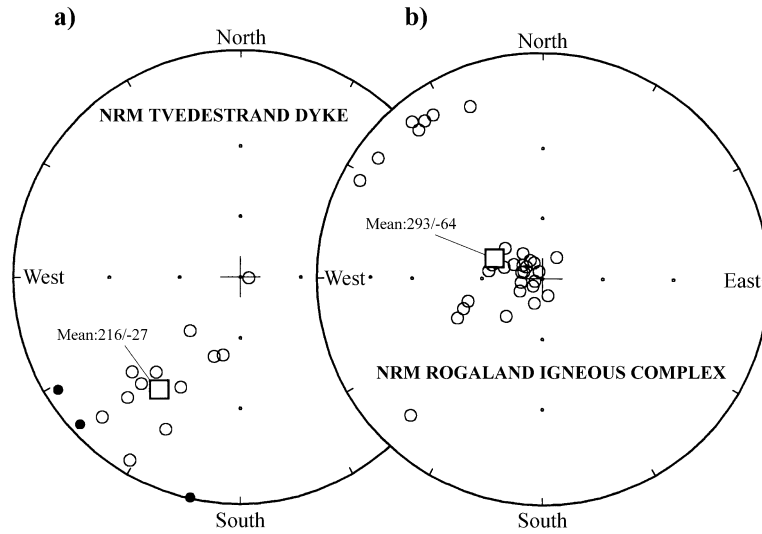 a)
b)
North
North
NRM TVEDESTRAND DYKE
Mean:293/-64
West
West
East
Mean:216/-27
NRM ROGALAND IGNEOUS COMPLEX
South
South